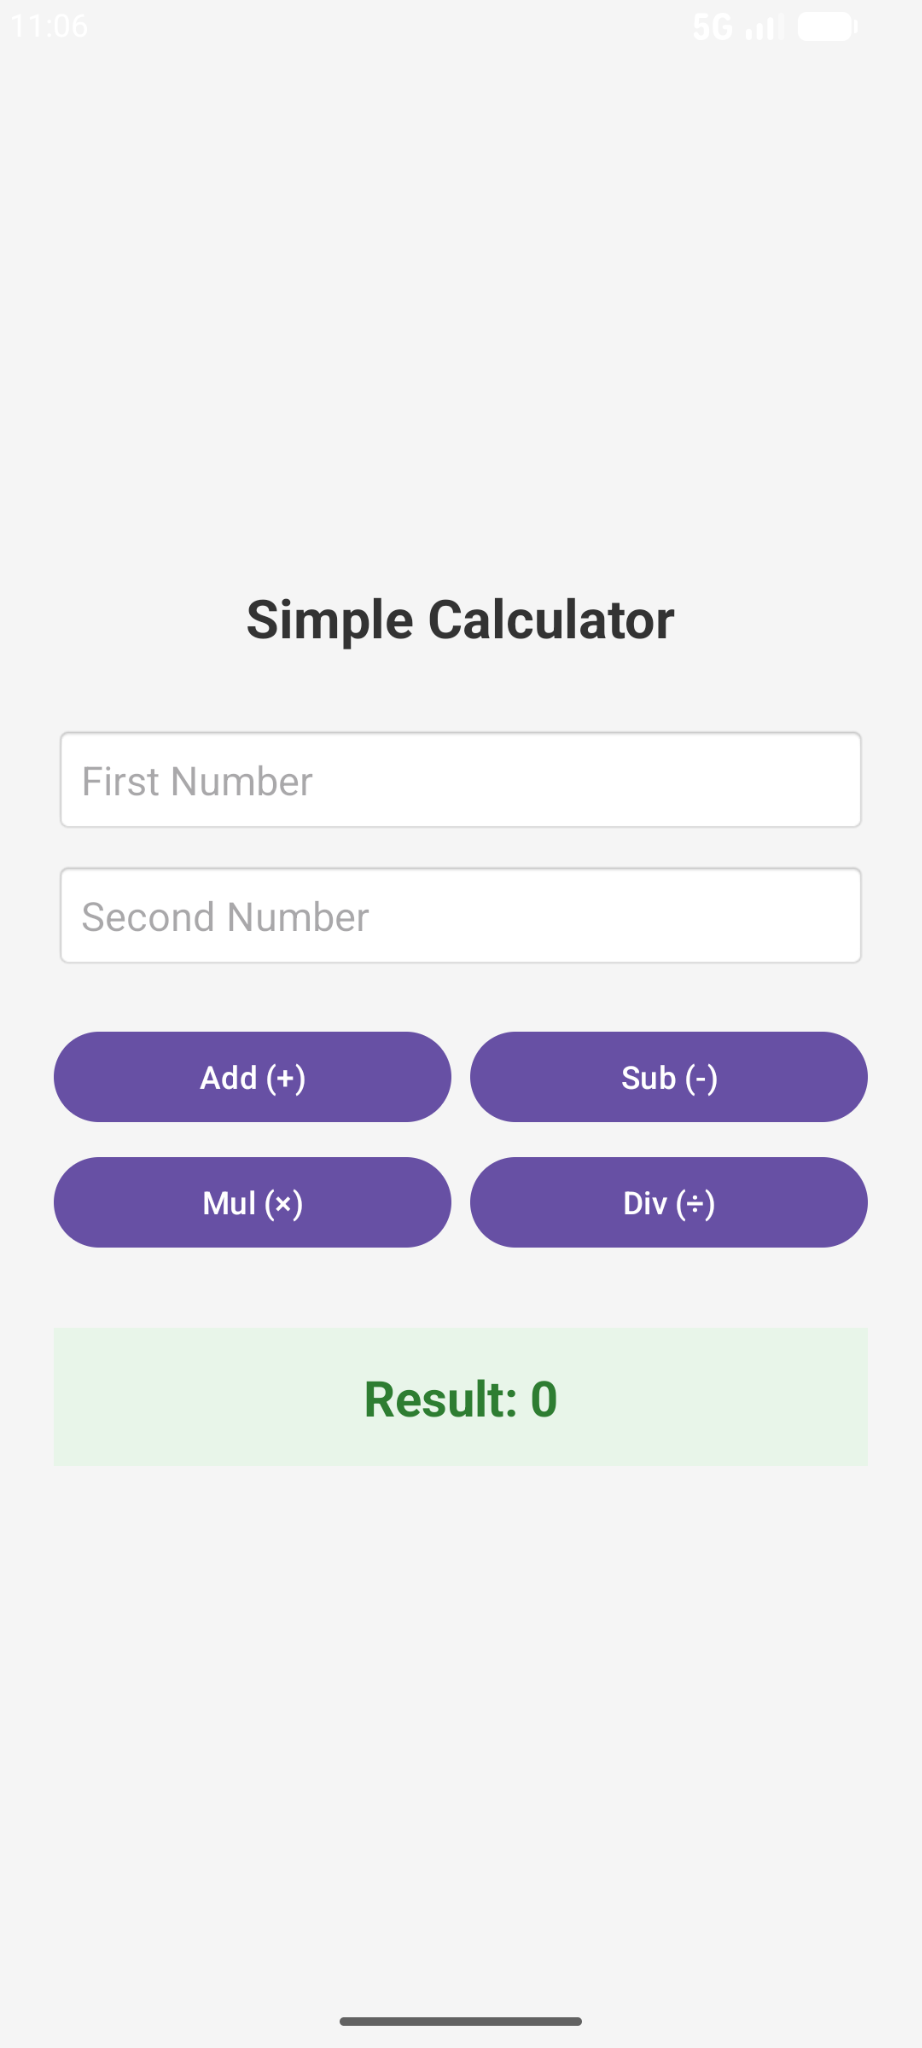 11:06 5G
Simple Calculator
First Number
Second Number
Add (+) Sub (-)
Mul (×) Div (÷)
Result: 0